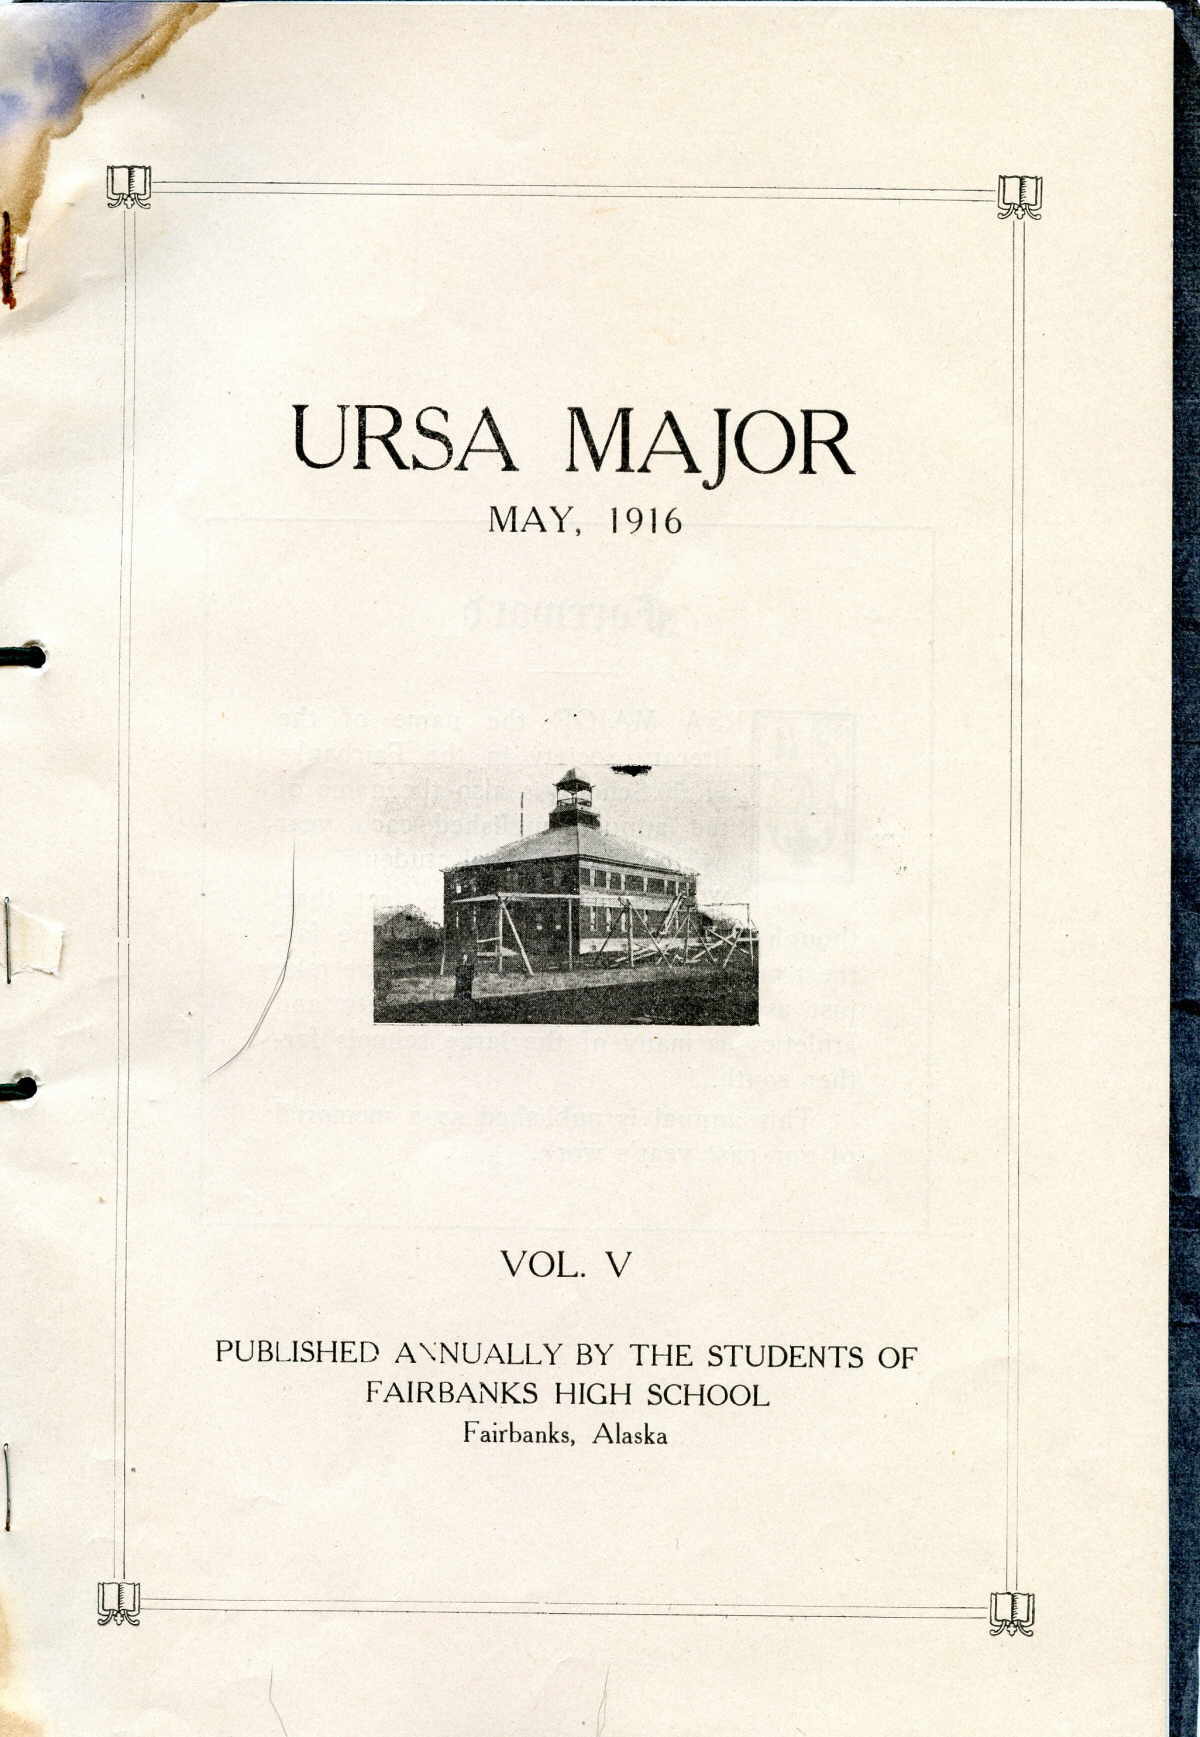 URSA MAJOR
MAY, 1916
VOL. V
PUBLISHED ANNUALLY BY THE STUDENTS OF
FAIRBANKS HIGH SCHOOL
Fairbanks, Alaska